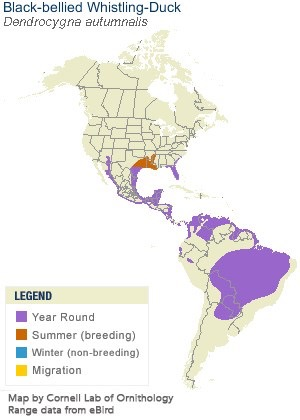 Black-bellied Whistling-Duck
Dendrocygna autumnalis
LEGEND
Year Round
Summer (breeding)
Winter (non-breeding)
Migration
Map by Cornell Lab of Ornithology
Range data from eBird